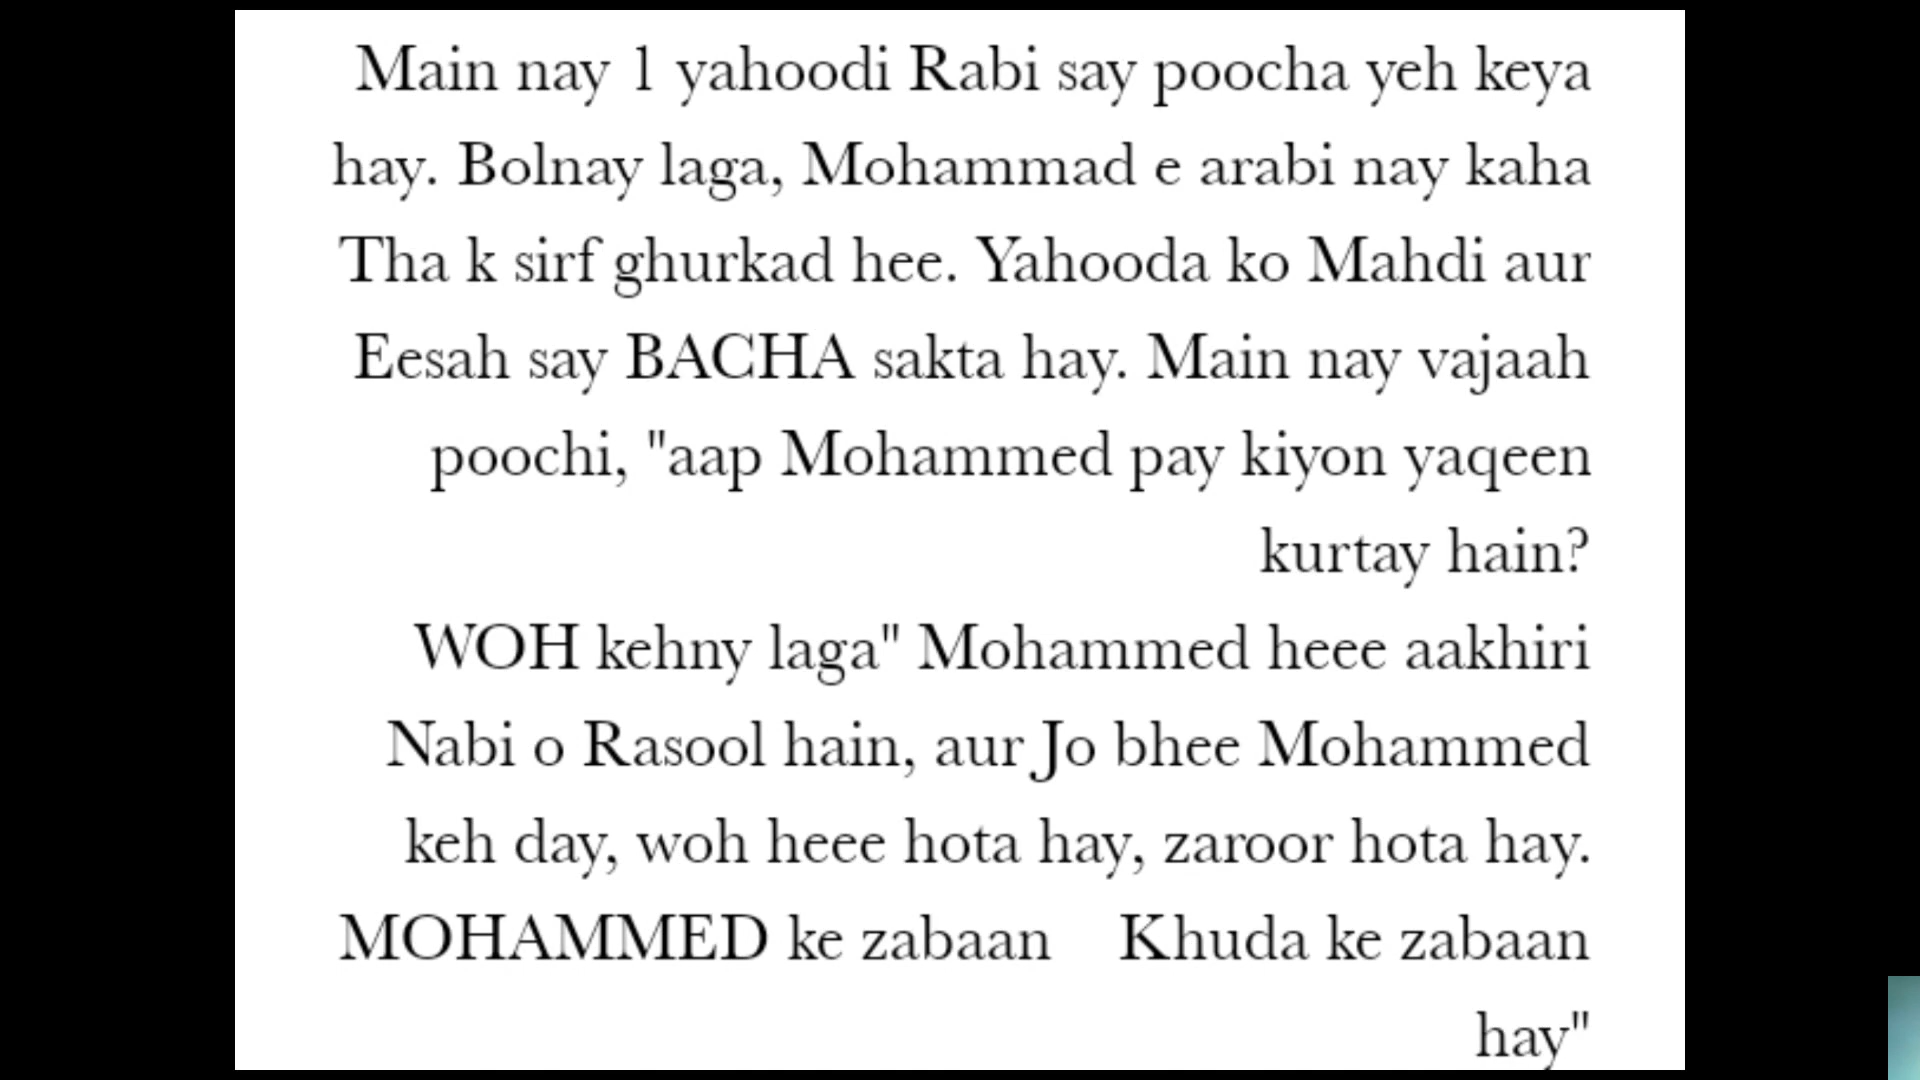 Main nay 1 yahoodi Rabi say poocha yeh keya
hay. Bolnay laga, Mohammad e arabi nay kaha
Tha k sirf ghurkad hee. Yahooda ko Mahdi aur
Eesah say BACHA sakta hay. Main nay vajaah
poochi, "aap Mohammed pay kiyon yaqeen
kurtay hain?
WOH kehny laga" Mohammed heee aakhiri
Nabi o Rasool hain, aur Jo bhee Mohammed
keh day, woh heee hota hay, zaroor hota hay.
MOHAMMED ke zabaan Khuda ke zabaan
hay"